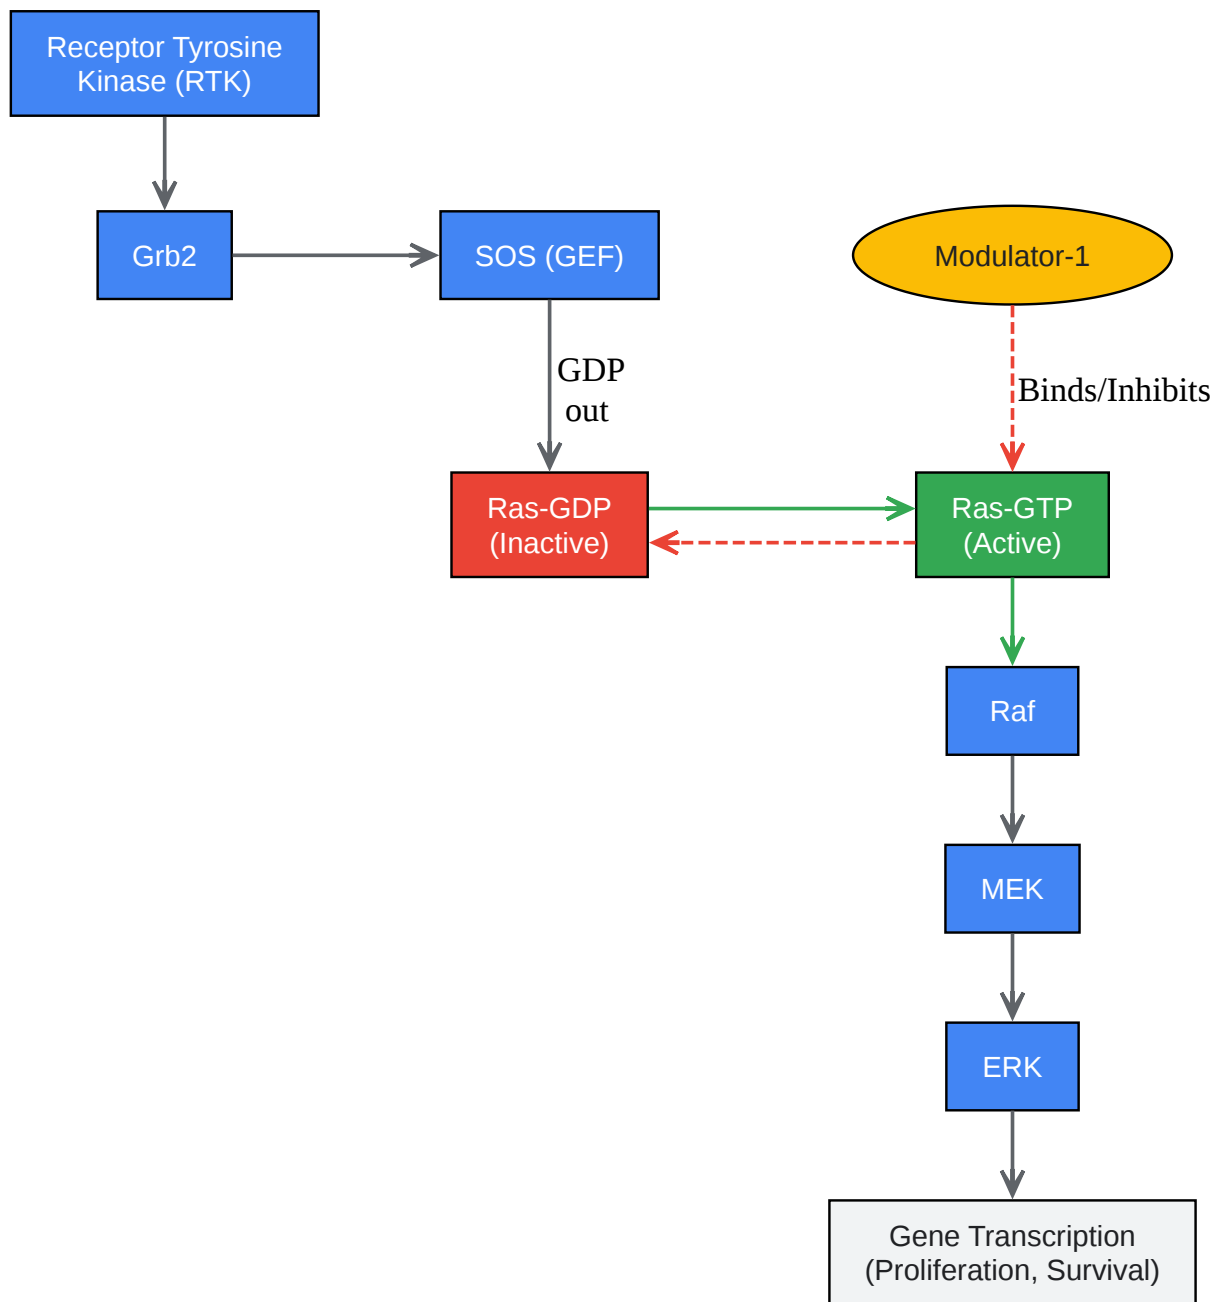 Receptor Tyrosine
Kinase (RTK)
Grb2
SOS (GEF)
Modulator-1
GDP
out
Binds/Inhibits
Ras-GDP
(Inactive)
Ras-GTP
(Active)
Raf
MEK
ERK
Gene Transcription
(Proliferation, Survival)